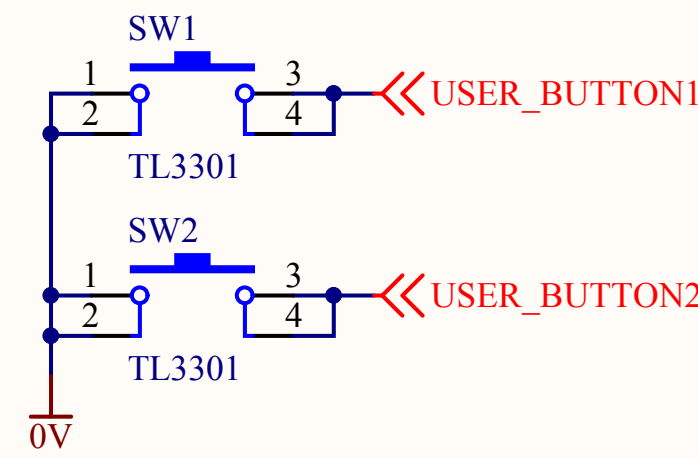 SW1
1 3
2 4
USER_BUTTON1
TL3301
SW2
1 3
2 4
USER_BUTTON2
TL3301
0V